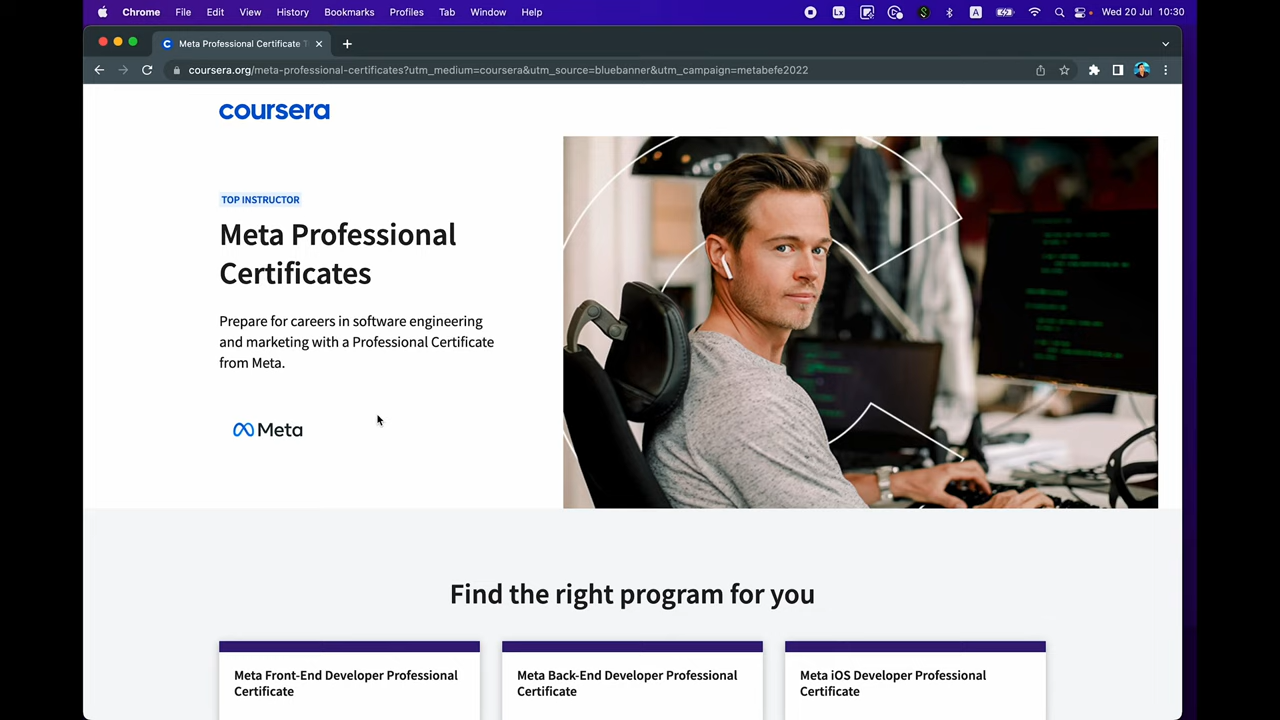 Chrome File Edit View History Bookmarks Profiles Tab Window Help
Lx A Wed 20 Jul 10:30
Meta Professional Certificate T
coursera.org/meta-professional-certificates?utm_medium=coursera&utm_source=bluebanner&utm_campaign=metabefe2022
coursera
TOP INSTRUCTOR
Meta Professional
Certificates
Prepare for careers in software engineering
and marketing with a Professional Certificate
from Meta.
Meta
Find the right program for you
Meta Front-End Developer Professional
Certificate
Meta Back-End Developer Professional
Certificate
Meta iOS Developer Professional
Certificate